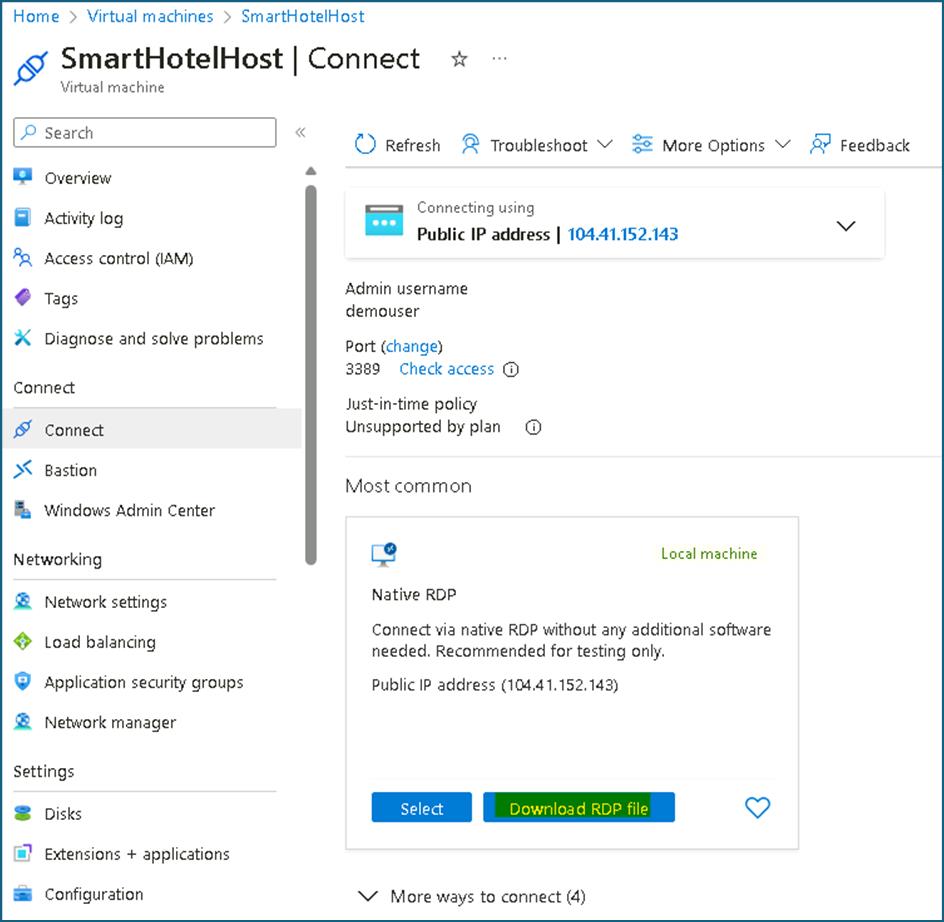 Home > Virtual machines > SmartHotelHost
SmartHotelHost | Connect
Virtual machine
Search
Overview
Activity log
Access control (IAM)
Tags
Diagnose and solve problems
Connect
Connect
Bastion
Windows Admin Center
Networking
Network settings
Load balancing
Application security groups
Network manager
Settings
Disks
Extensions + applications
Configuration
Refresh Troubleshoot More Options Feedback
Connecting using
Public IP address | 104.41.152.143
Admin username
demouser
Port (change)
3389 Check access
Just-in-time policy
Unsupported by plan
Most common
Local machine
Native RDP
Connect via native RDP without any additional software
needed. Recommended for testing only.
Public IP address (104.41.152.143)
Select Download RDP file
More ways to connect (4)